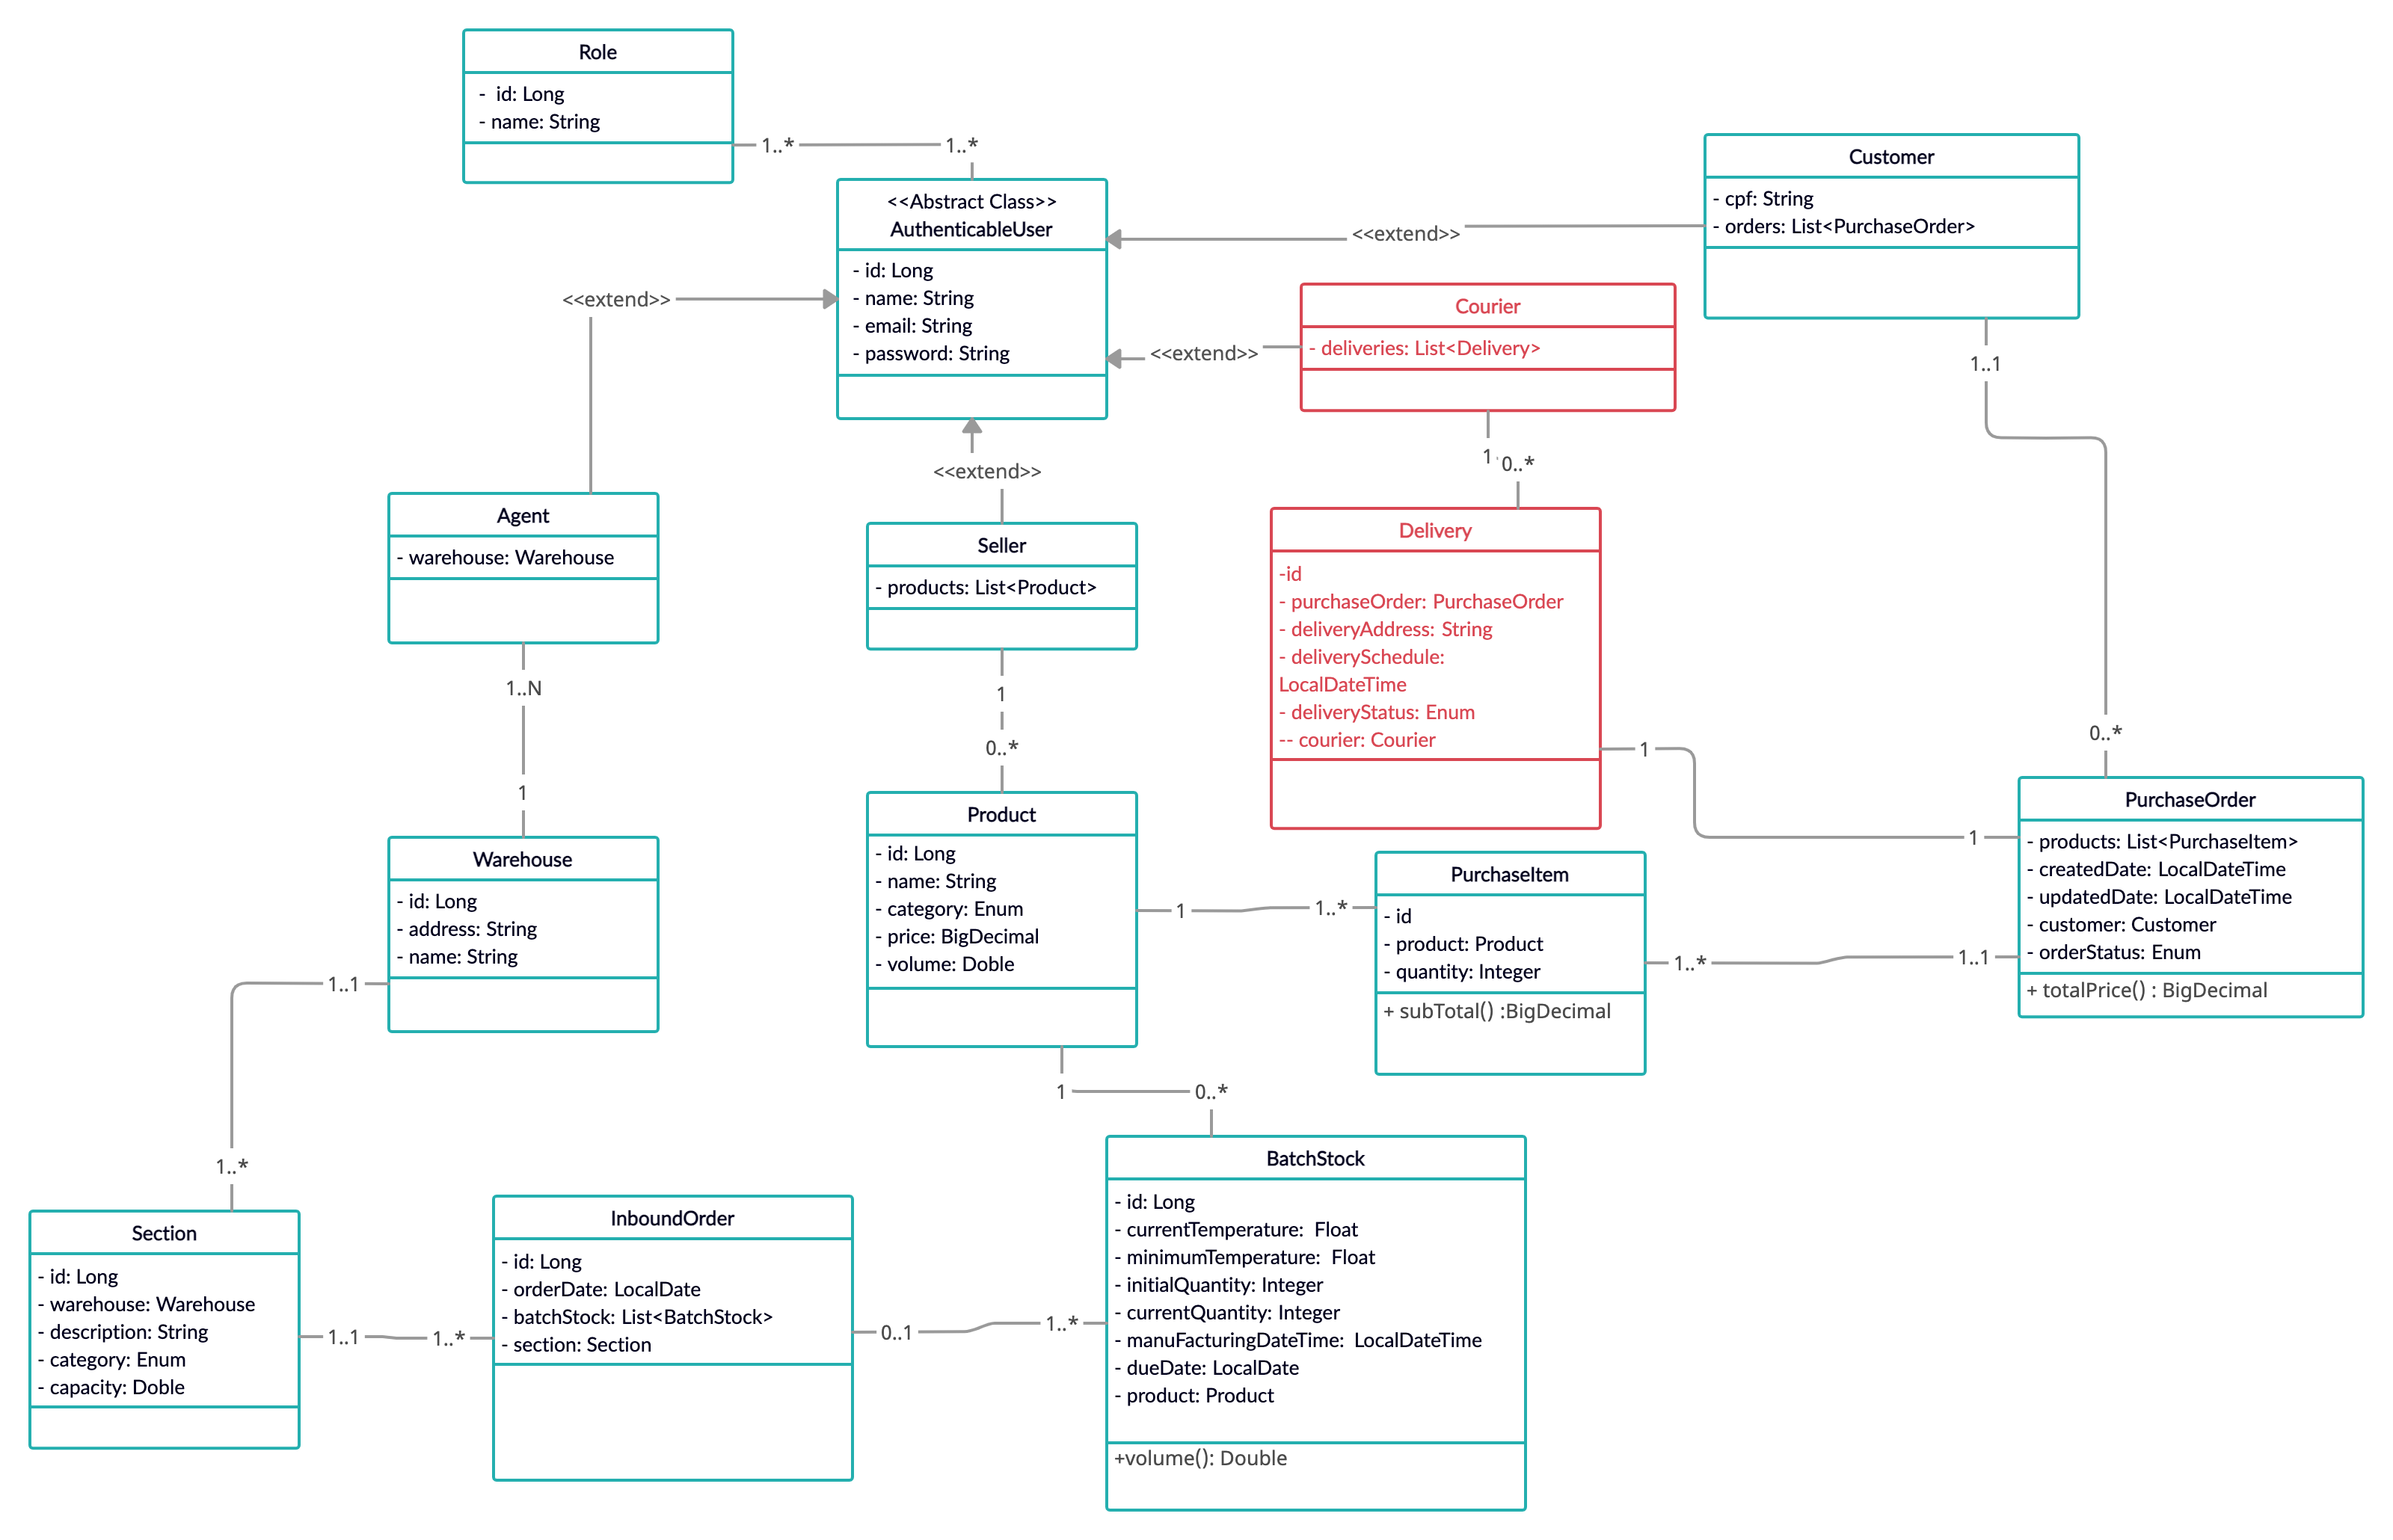 Role
-  id: Long
- name: String
1..*
1..*
<<Abstract Class>>
AuthenticableUser
- id: Long
- name: String
- email: String
- password: String
Customer
- cpf: String
- orders: List<PurchaseOrder>
<<extend>>
<<extend>>
Courier
- deliveries: List<Delivery>
<<extend>>
1..1
<<extend>>
1
0..*
Agent
- warehouse: Warehouse
Seller
- products: List<Product>
Delivery
-id
- purchaseOrder: PurchaseOrder
- deliveryAddress: String
- deliverySchedule:
LocalDateTime
- deliveryStatus: Enum
-- courier: Courier
1..N
1
1
0..*
0..*
1
1
Warehouse
- id: Long
- address: String
- name: String
Product
- id: Long
- name: String
- category: Enum
- price: BigDecimal
- volume: Doble
1
1..*
PurchaseItem
- id
- product: Product
- quantity: Integer
+ subTotal() :BigDecimal
1..*
1..1
PurchaseOrder
- products: List<PurchaseItem>
- createdDate: LocalDateTime
- updatedDate: LocalDateTime
- customer: Customer
- orderStatus: Enum
+ totalPrice() : BigDecimal
1..1
1..*
1
0..*
Section
- id: Long
- warehouse: Warehouse
- description: String
- category: Enum
- capacity: Doble
1..1
1..*
InboundOrder
- id: Long
- orderDate: LocalDate
- batchStock: List<BatchStock>
- section: Section
0..1
1..*
BatchStock
- id: Long
- currentTemperature:  Float
- minimumTemperature:  Float
- initialQuantity: Integer
- currentQuantity: Integer
- manuFacturingDateTime:  LocalDateTime
- dueDate: LocalDate
- product: Product
+volume(): Double